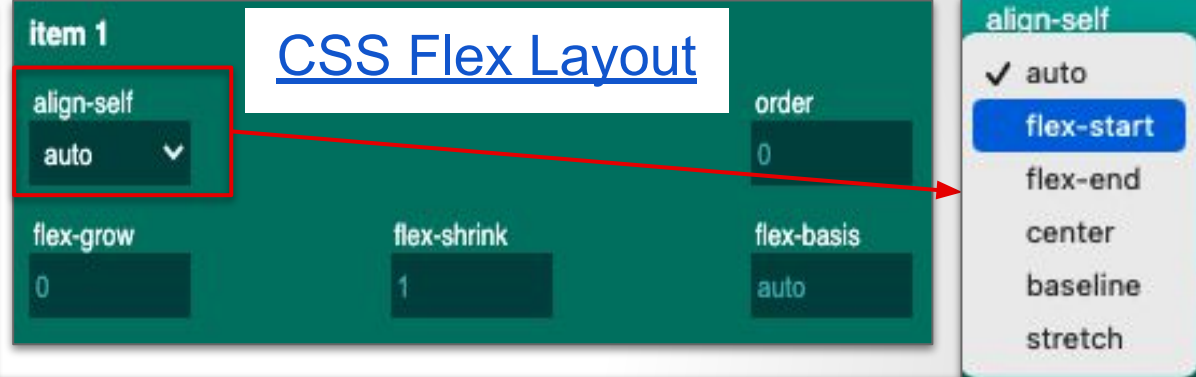 item 1
CSS Flex Layout
align-self
order
auto
0
flex-grow
flex-shrink
flex-basis
0
1
auto
align-self
✓ auto
flex-start
flex-end
center
baseline
stretch